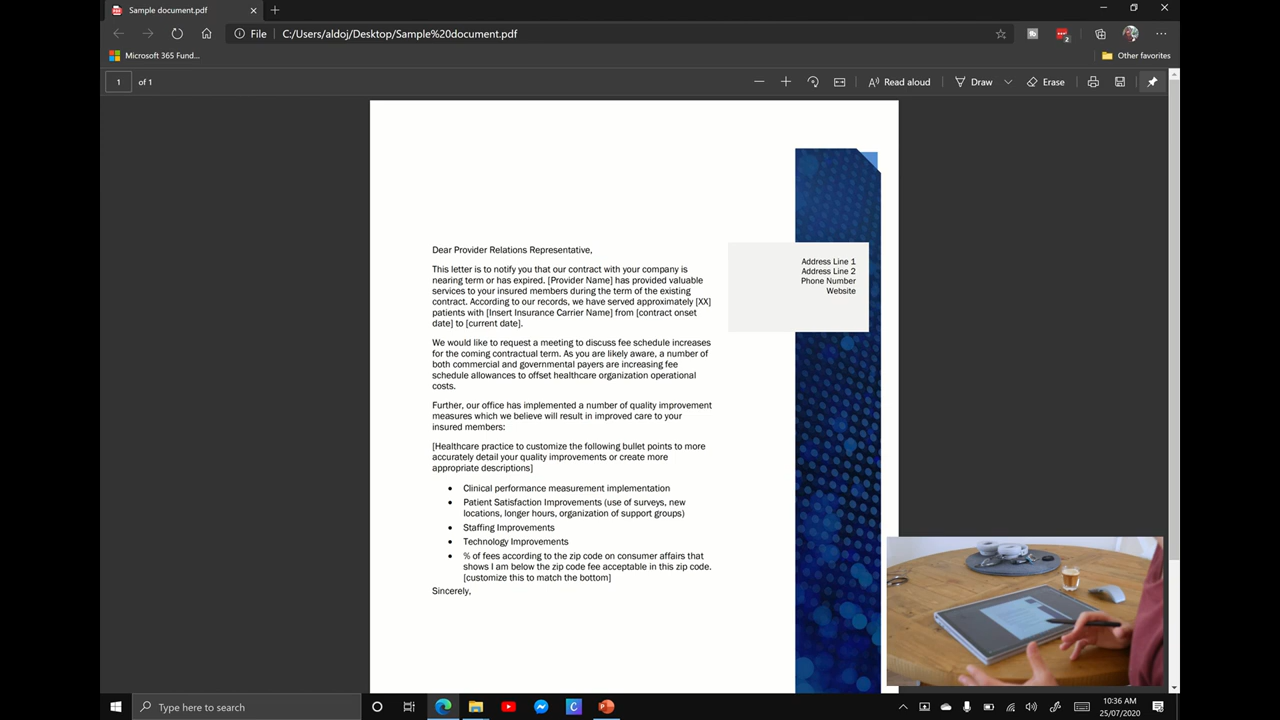 Sample document.pdf
File
C:/Users/aldoj/Desktop/Sample%20document.pdf
2
Microsoft 365 Fund...
Other favorites
1
of 1
Read aloud
Draw
Erase
Dear Provider Relations Representative,
This letter is to notify you that our contract with your company is
nearing term or has expired. [Provider Name] has provided valuable
services to your insured members during the term of the existing
contract. According to our records, we have served approximately [XX]
patients with [Insert Insurance Carrier Name] from [contract onset
date] to [current date].
We would like to request a meeting to discuss fee schedule increases
for the coming contractual term. As you are likely aware, a number of
both commercial and governmental payers are increasing fee
schedule allowances to offset healthcare organization operational
costs.
Further, our office has implemented a number of quality improvement
measures which we believe will result in improved care to your
insured members:
[Healthcare practice to customize the following bullet points to more
accurately detail your quality improvements or create more
appropriate descriptions]
• Clinical performance measurement implementation
• Patient Satisfaction Improvements (use of surveys, new
locations, longer hours, organization of support groups)
• Staffing Improvements
• Technology Improvements
• % of fees according to the zip code on consumer affairs that
shows I am below the zip code fee acceptable in this zip code.
[customize this to match the bottom]
Sincerely,
Address Line 1
Address Line 2
Phone Number
Website
Type here to search
10:36 AM
25/07/2020